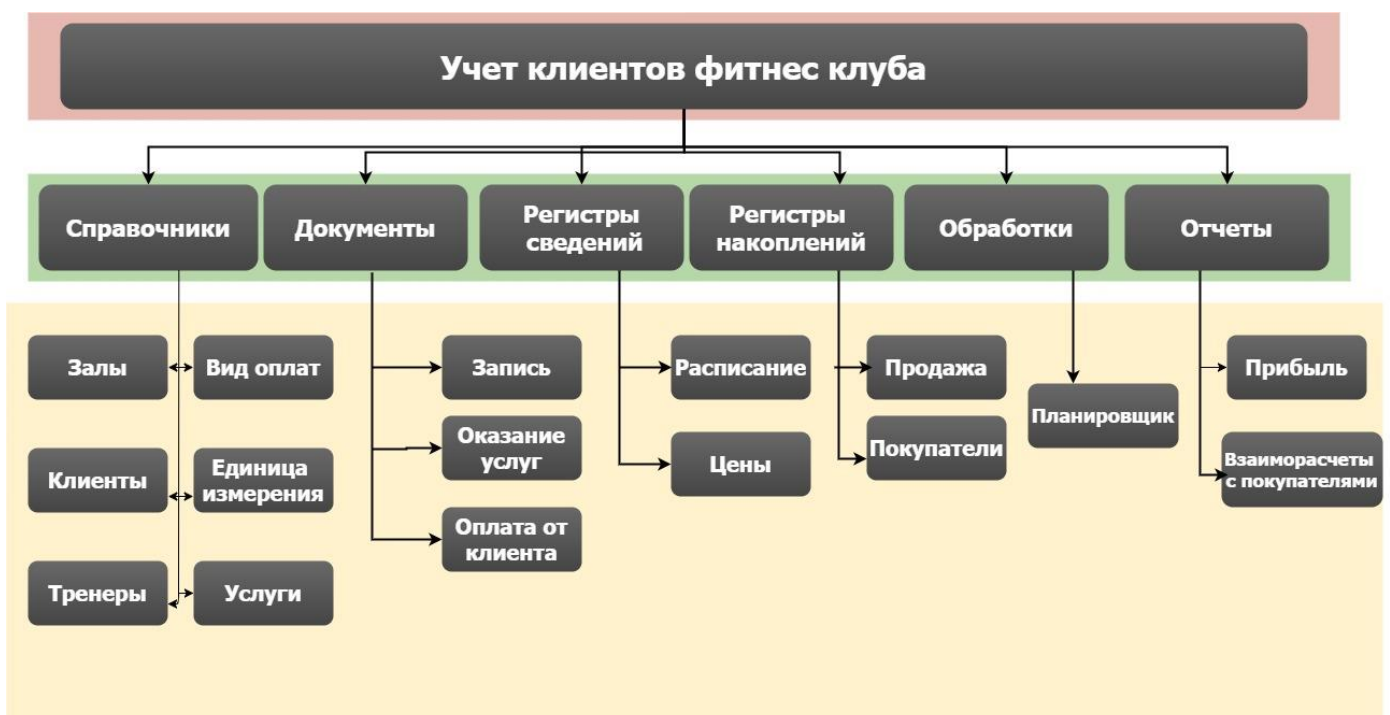 Учет клиентов фитнес клуба
Справочники
Документы
Регистры
сведений
Регистры
накоплений
Обработки
Отчеты
Залы
Вид оплат
Клиенты
Единица
измерения
Тренеры
Услуги
Запись
Оказание
услуг
Оплата от
клиента
Расписание
Цены
Продажа
Покупатели
Планировщик
Прибыль
Взаиморасчеты
с покупателями